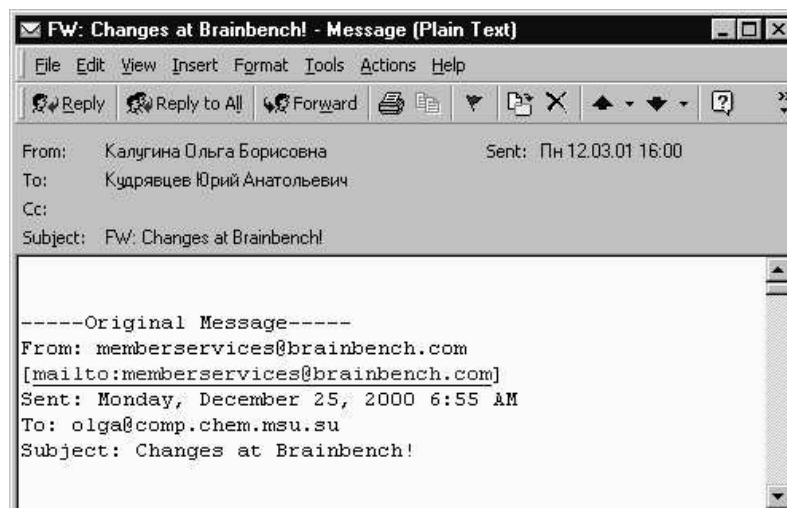 FW: Changes at Brainbench! - Message (Plain Text)
File Edit View Insert Format Tools Actions Help
Reply Reply to All Forward
From: Калугина Ольга Борисовна Sent: Пн 12.03.01 16:00
To: Кудрявцев Юрий Анатольевич
Cc:
Subject: FW: Changes at Brainbench!
-----Original Message-----
From: memberservices@brainbench.com
[mailto:memberservices@brainbench.com]
Sent: Monday, December 25, 2000 6:55 AM
To: olga@comp.chem.msu.su
Subject: Changes at Brainbench!